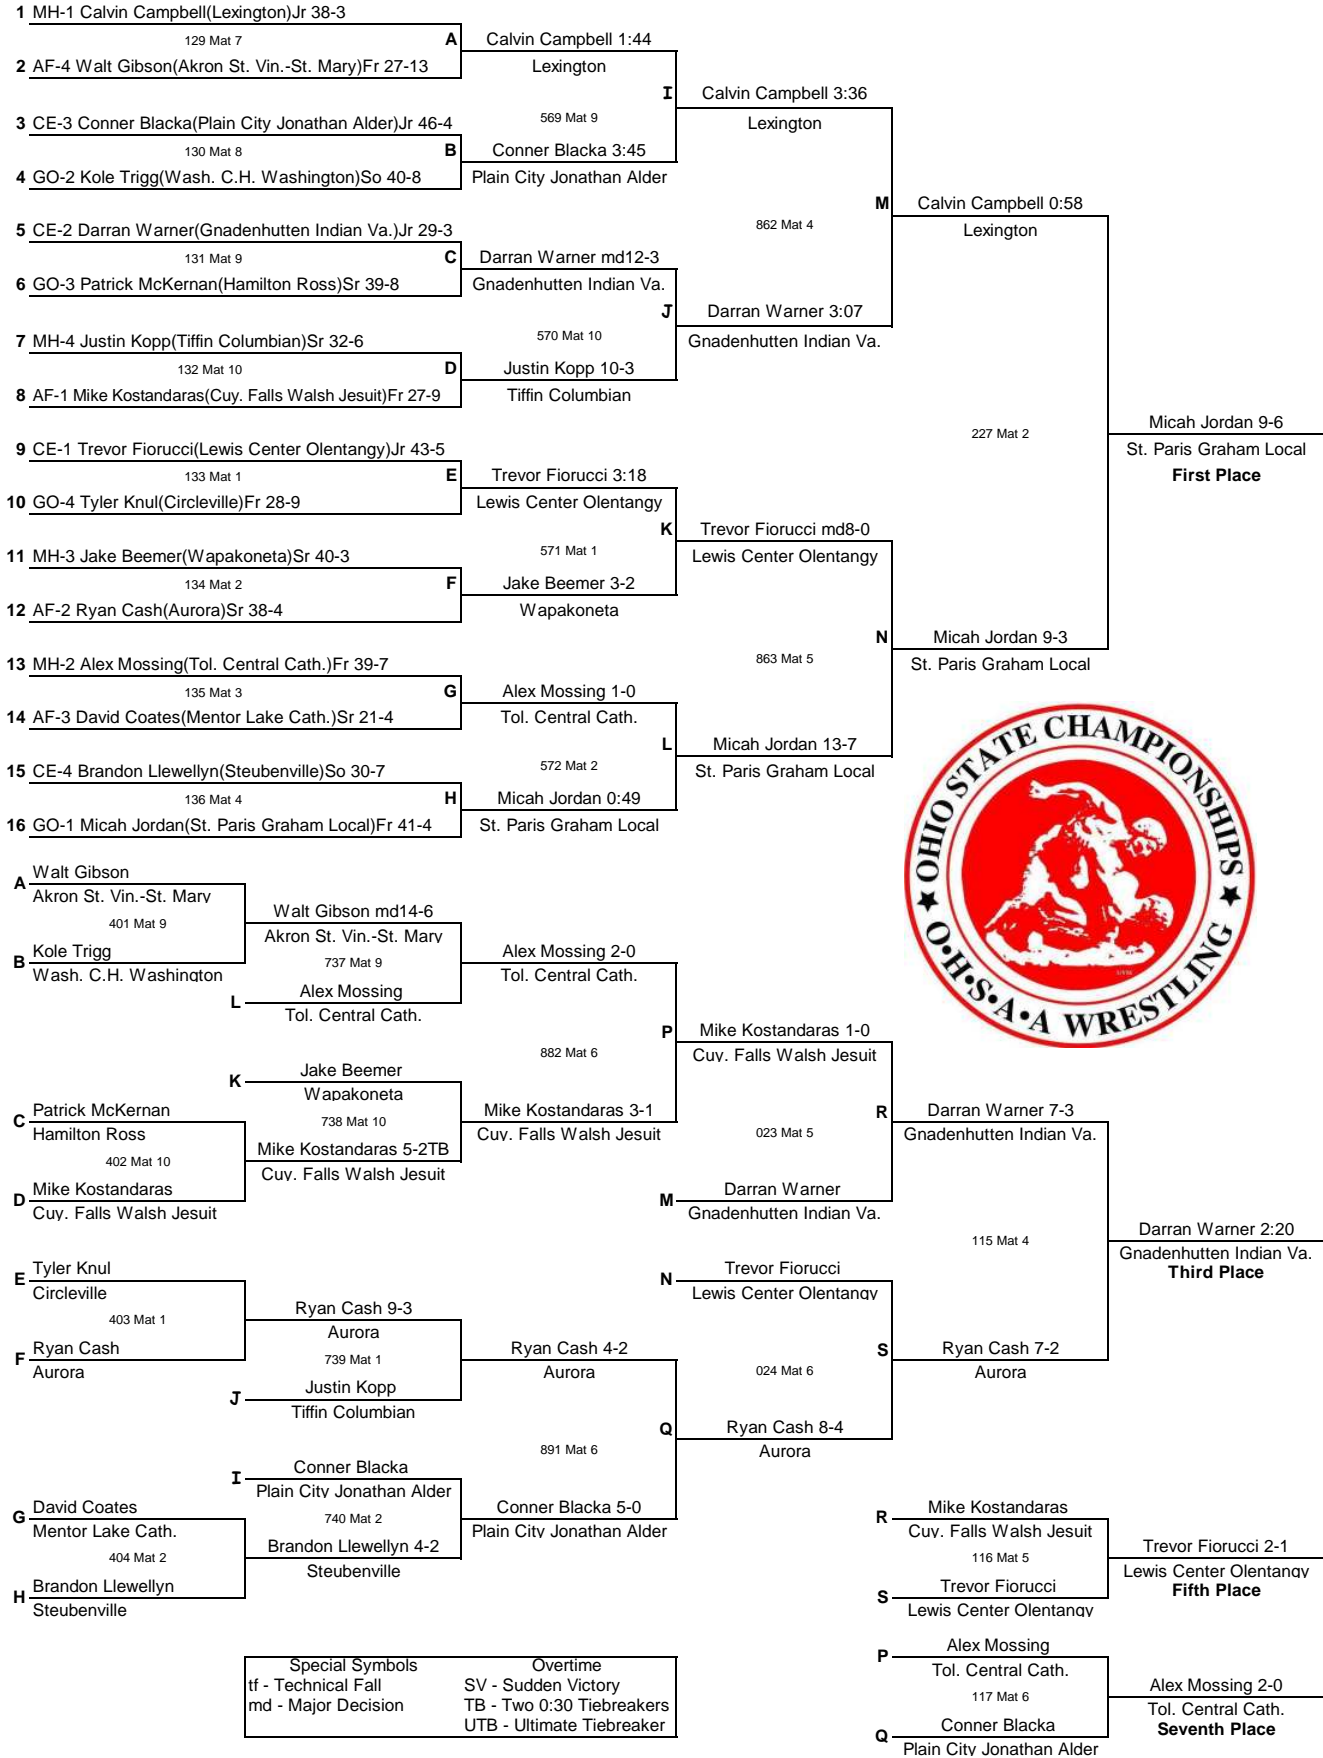 1 MH-1 Calvin Campbell(Lexington)Jr 38-3
129 Mat 7
A
2 AF-4 Walt Gibson(Akron St. Vin.-St. Mary)Fr 27-13
Calvin Campbell 1:44
Lexington
569 Mat 9
I
3 CE-3 Conner Blacka(Plain City Jonathan Alder)Jr 46-4
130 Mat 8
B
4 GO-2 Kole Trigg(Wash. C.H. Washington)So 40-8
Conner Blacka 3:45
Plain City Jonathan Alder
Calvin Campbell 3:36
Lexington
862 Mat 4
M
5 CE-2 Darran Warner(Gnadenhutten Indian Va.)Jr 29-3
131 Mat 9
C
6 GO-3 Patrick McKernan(Hamilton Ross)Sr 39-8
Darran Warner md12-3
Gnadenhutten Indian Va.
570 Mat 10
J
7 MH-4 Justin Kopp(Tiffin Columbian)Sr 32-6
132 Mat 10
D
8 AF-1 Mike Kostandaras(Cuy. Falls Walsh Jesuit)Fr 27-9
Justin Kopp 10-3
Tiffin Columbian
Darran Warner 3:07
Gnadenhutten Indian Va.
Calvin Campbell 0:58
Lexington
227 Mat 2
9 CE-1 Trevor Fiorucci(Lewis Center Olentangy)Jr 43-5
133 Mat 1
E
10 GO-4 Tyler Knul(Circleville)Fr 28-9
Trevor Fiorucci 3:18
Lewis Center Olentangy
571 Mat 1
K
11 MH-3 Jake Beemer(Wapakoneta)Sr 40-3
134 Mat 2
F
12 AF-2 Ryan Cash(Aurora)Sr 38-4
Jake Beemer 3-2
Wapakoneta
Trevor Fiorucci md8-0
Lewis Center Olentangy
863 Mat 5
N
13 MH-2 Alex Mossing(Tol. Central Cath.)Fr 39-7
135 Mat 3
G
14 AF-3 David Coates(Mentor Lake Cath.)Sr 21-4
Alex Mossing 1-0
Tol. Central Cath.
572 Mat 2
L
15 CE-4 Brandon Llewellyn(Steubenville)So 30-7
136 Mat 4
H
16 GO-1 Micah Jordan(St. Paris Graham Local)Fr 41-4
Micah Jordan 0:49
St. Paris Graham Local
Micah Jordan 13-7
St. Paris Graham Local
Micah Jordan 9-3
St. Paris Graham Local
Micah Jordan 9-6
St. Paris Graham Local
First Place
★ OHIO STATE CHAMPIONSHIPS ★
O•H•S•A•A WRESTLING
A Walt Gibson
Akron St. Vin.-St. Mary
401 Mat 9
B Kole Trigg
Wash. C.H. Washington
Walt Gibson md14-6
Akron St. Vin.-St. Mary
737 Mat 9
L Alex Mossing
Tol. Central Cath.
Alex Mossing 2-0
Tol. Central Cath.
882 Mat 6
P
K Jake Beemer
Wapakoneta
738 Mat 10
C Patrick McKernan
Hamilton Ross
402 Mat 10
D Mike Kostandaras
Cuy. Falls Walsh Jesuit
Mike Kostandaras 5-2TB
Cuy. Falls Walsh Jesuit
Mike Kostandaras 3-1
Cuy. Falls Walsh Jesuit
Mike Kostandaras 1-0
Cuy. Falls Walsh Jesuit
023 Mat 5
R
M Darran Warner
Gnadenhutten Indian Va.
Darran Warner 7-3
Gnadenhutten Indian Va.
115 Mat 4
Darran Warner 2:20
Gnadenhutten Indian Va.
Third Place
E Tyler Knul
Circleville
403 Mat 1
F Ryan Cash
Aurora
Ryan Cash 9-3
Aurora
739 Mat 1
J Justin Kopp
Tiffin Columbian
Ryan Cash 4-2
Aurora
891 Mat 6
Q
N Trevor Fiorucci
Lewis Center Olentangy
024 Mat 6
S
Ryan Cash 8-4
Aurora
Ryan Cash 7-2
Aurora
I Conner Blacka
Plain City Jonathan Alder
740 Mat 2
G David Coates
Mentor Lake Cath.
404 Mat 2
H Brandon Llewellyn
Steubenville
Brandon Llewellyn 4-2
Steubenville
Conner Blacka 5-0
Plain City Jonathan Alder
R Mike Kostandaras
Cuy. Falls Walsh Jesuit
116 Mat 5
S Trevor Fiorucci
Lewis Center Olentangy
Trevor Fiorucci 2-1
Lewis Center Olentangy
Fifth Place
P Alex Mossing
Tol. Central Cath.
117 Mat 6
Q Conner Blacka
Plain City Jonathan Alder
Alex Mossing 2-0
Tol. Central Cath.
Seventh Place
Special Symbols Overtime
tf - Technical Fall SV - Sudden Victory
md - Major Decision TB - Two 0:30 Tiebreakers
UTB - Ultimate Tiebreaker